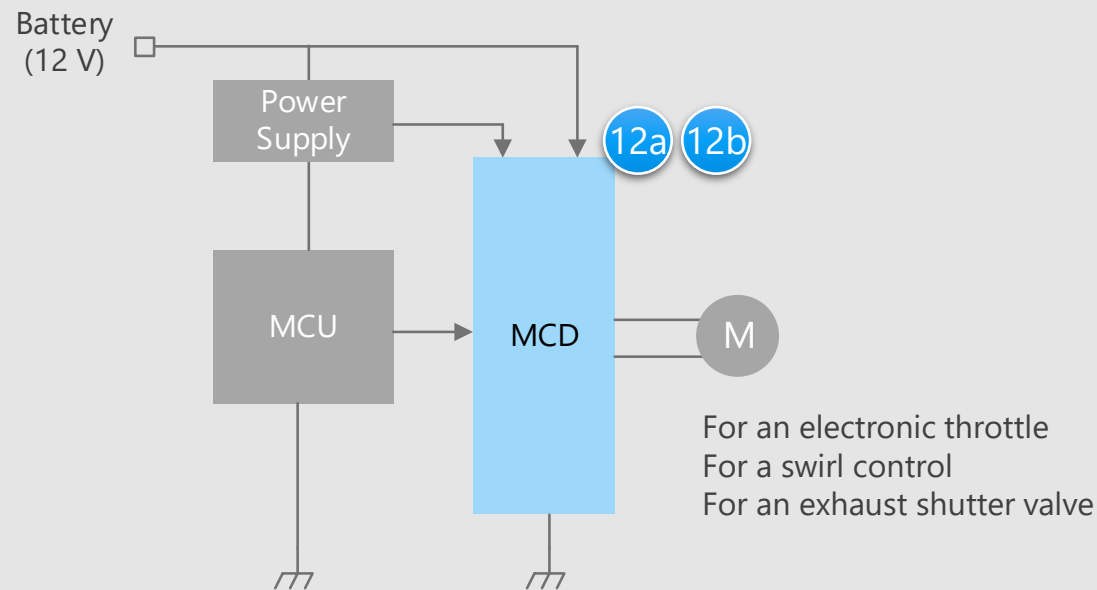 Battery
(12 V)
Power
Supply
12a
12b
MCU
MCD
M
For an electronic throttle
For a swirl control
For an exhaust shutter valve